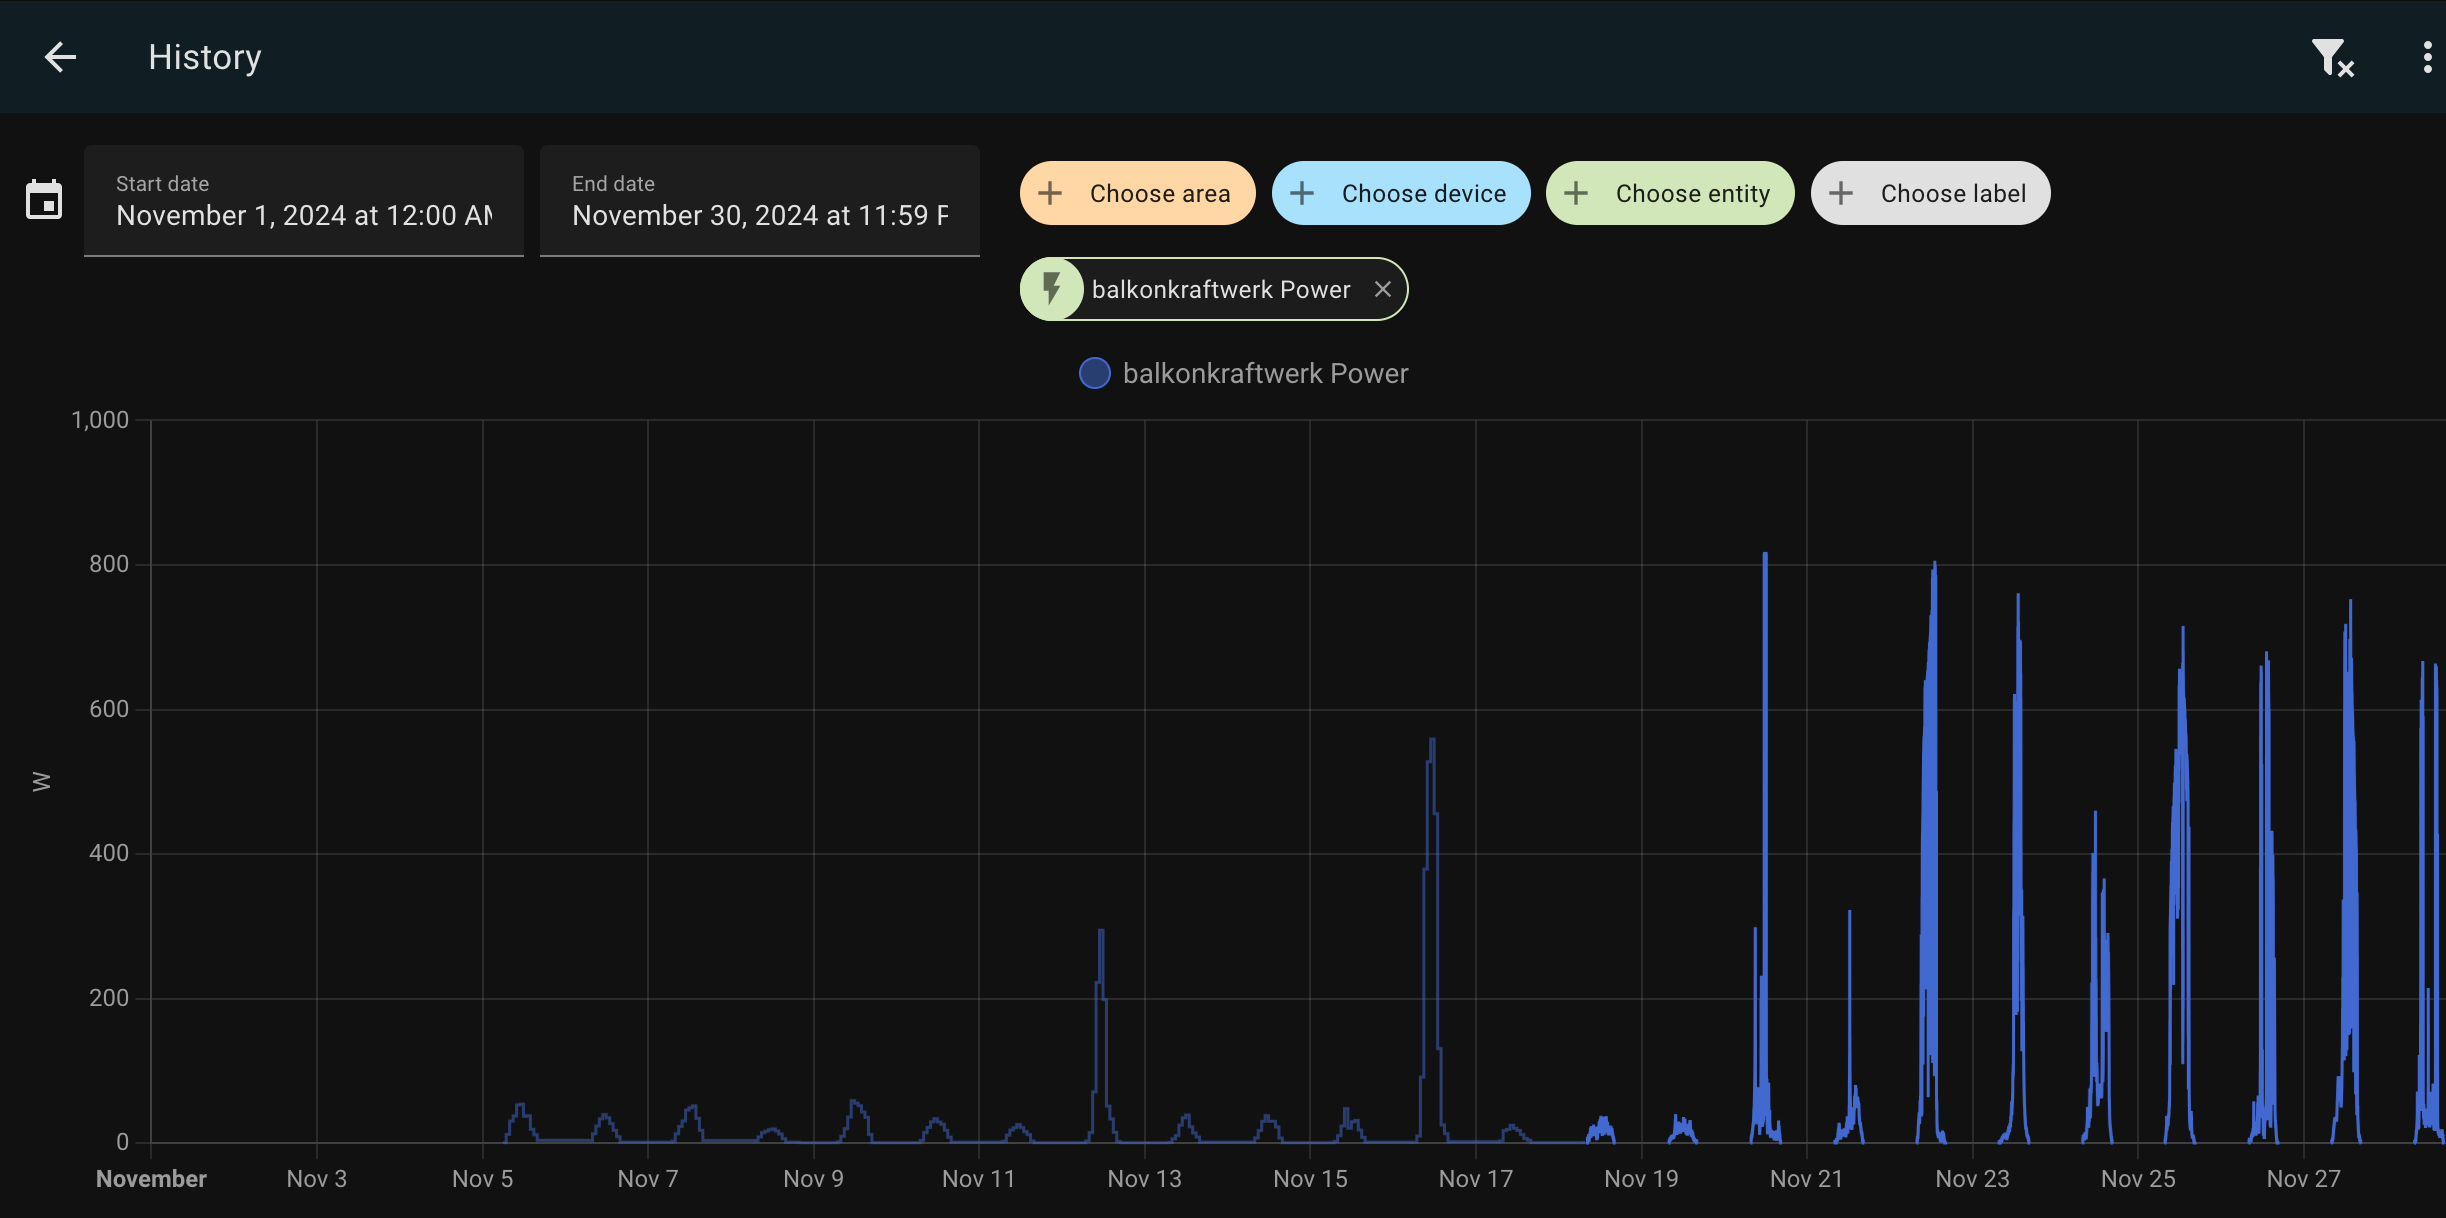 History
Start date
November 1, 2024 at 12:00 AM
End date
November 30, 2024 at 11:59 P
Choose area
Choose device
Choose entity
Choose label
balkonkraftwerk Power
balkonkraftwerk Power
1,000
800
600
400
200
0
W
November
Nov 3
Nov 5
Nov 7
Nov 9
Nov 11
Nov 13
Nov 15
Nov 17
Nov 19
Nov 21
Nov 23
Nov 25
Nov 27